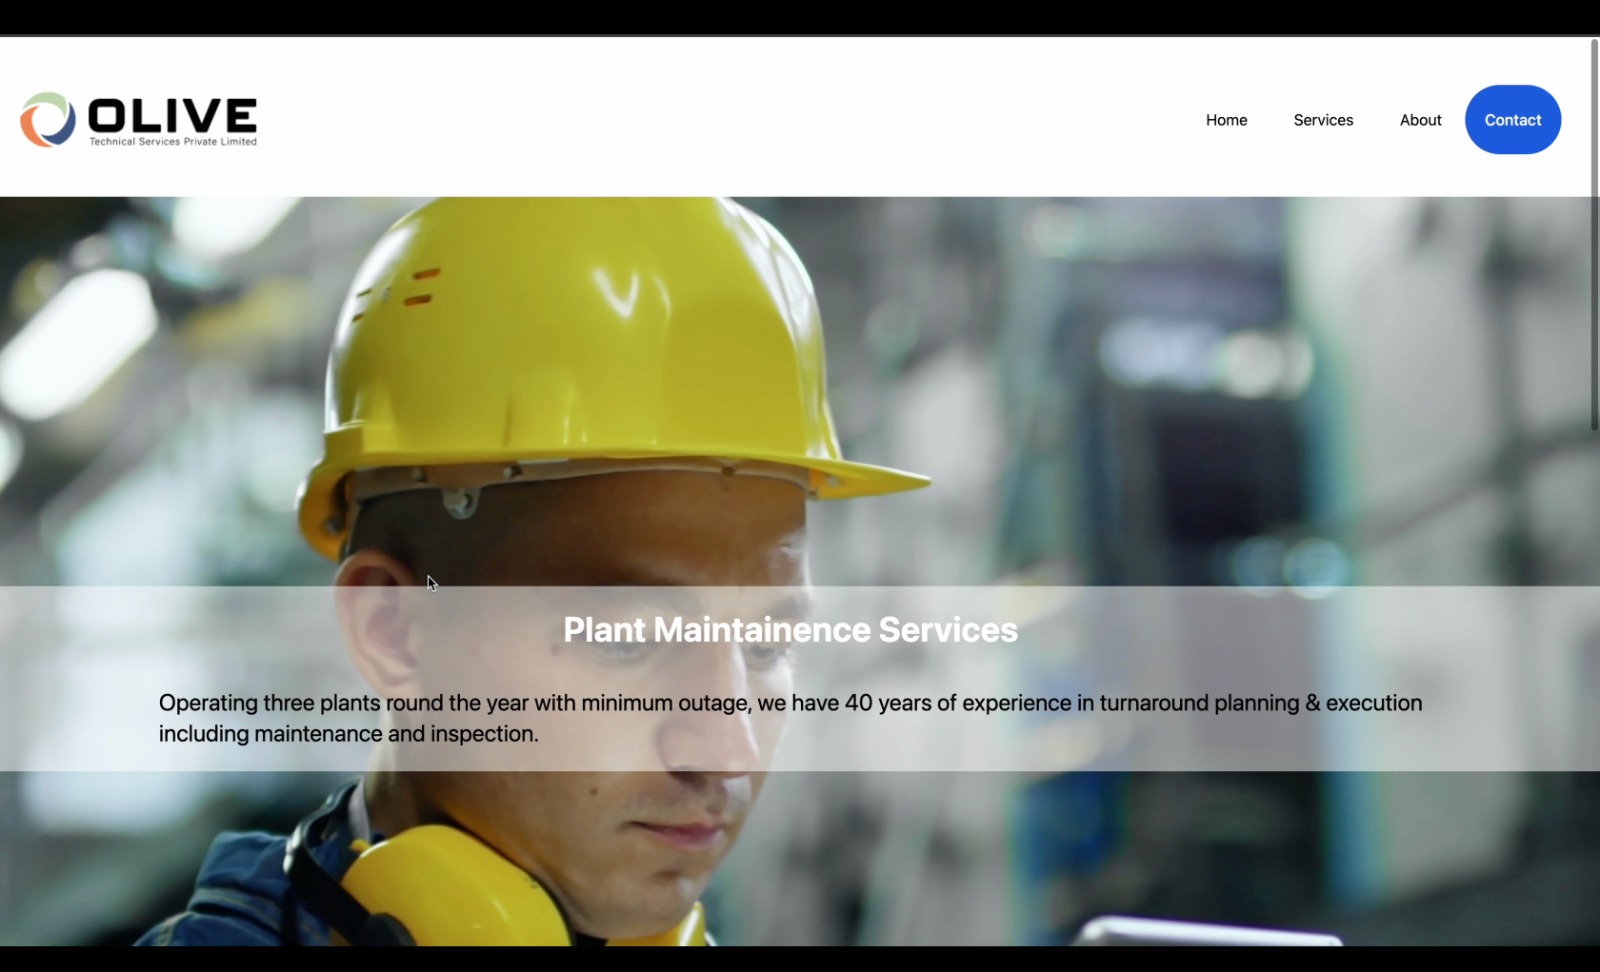 OLIVE
Technical Services Private Limited
Home Services About Contact
Plant Maintainence Services
Operating three plants round the year with minimum outage, we have 40 years of experience in turnaround planning & execution
including maintenance and inspection.